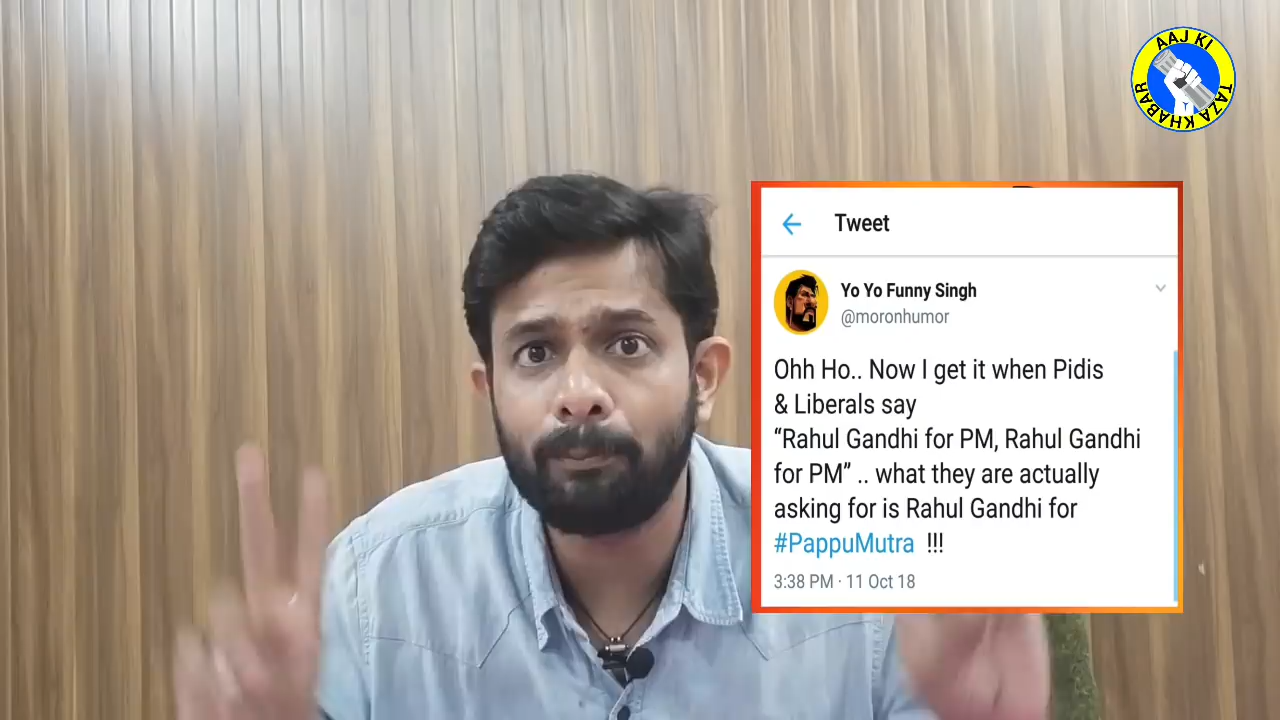 AAJ KI
TAZA KHABAR
Tweet
Yo Yo Funny Singh
@moronhumor
Ohh Ho.. Now I get it when Pidis
& Liberals say
“Rahul Gandhi for PM, Rahul Gandhi
for PM” .. what they are actually
asking for is Rahul Gandhi for
#PappuMutra !!!
3:38 PM · 11 Oct 18